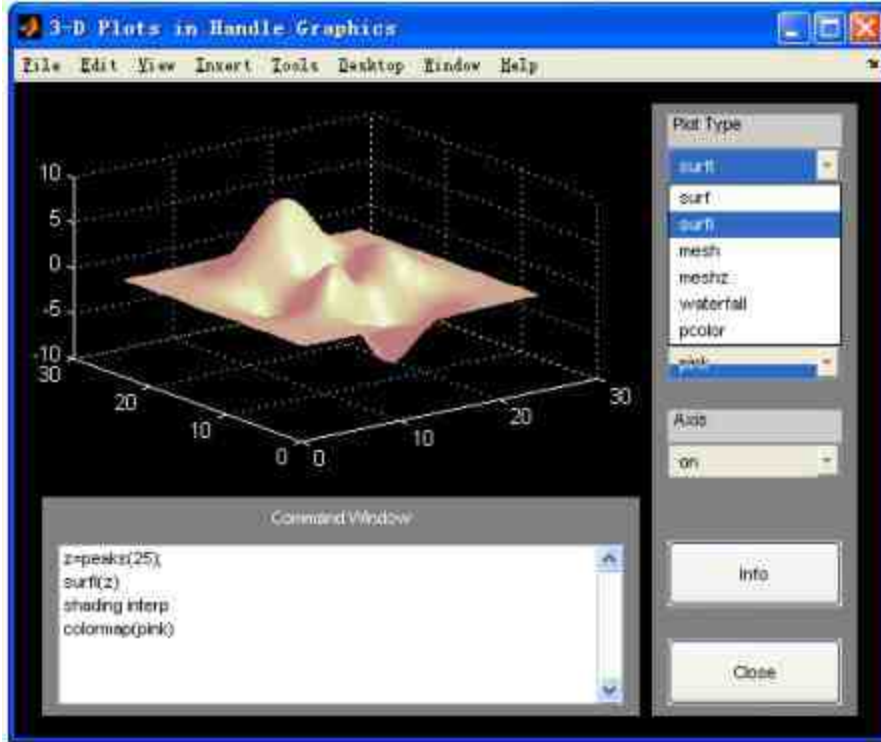 3-D Plots in Handle Graphics
File Edit View Insert Tools Desktop Window Help
Plot Type
surfl
surf
surfl
mesh
meshz
waterfall
pcolor
pink
Axis
on
Info
Close
10
5
0
-5
-10
30
20
10
0
0
10
20
30
Command Window
z=peaks(25);
surfl(z)
shading interp
colormap(pink)